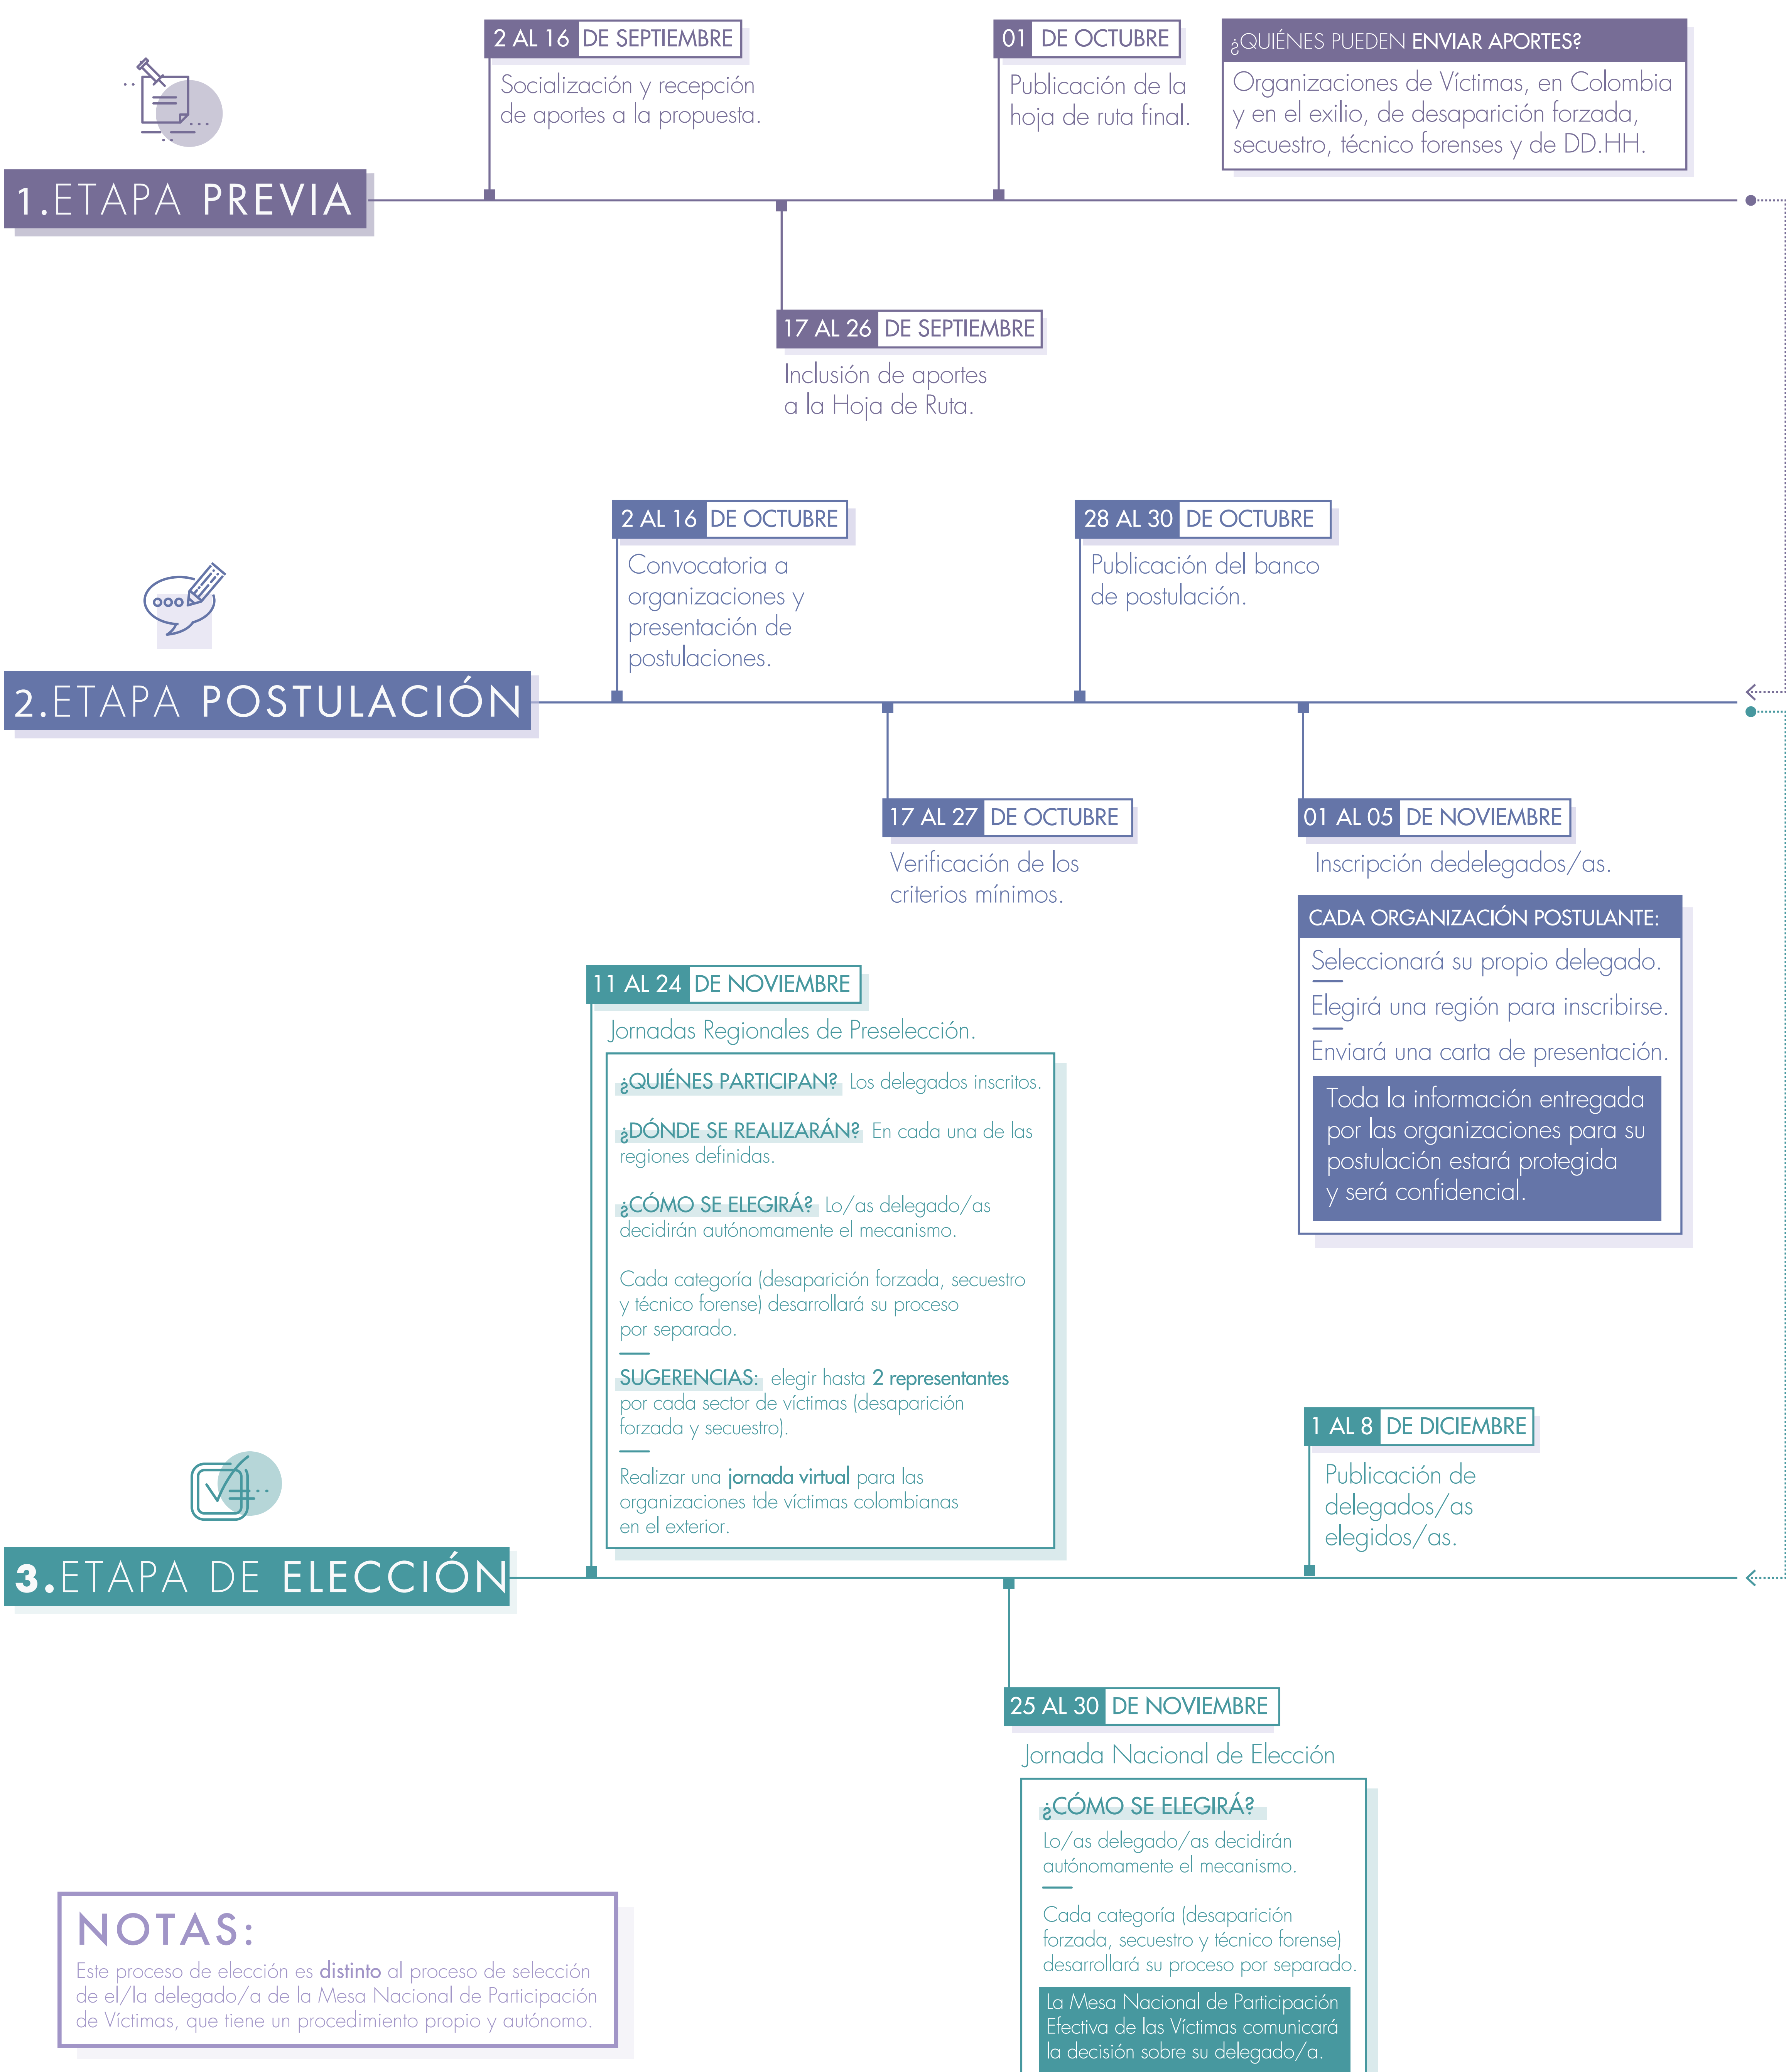 2 AL 16 DE SEPTIEMBRE
Socialización y recepción
de aportes a la propuesta.
01 DE OCTUBRE
Publicación de la
hoja de ruta final.
¿QUIÉNES PUEDEN ENVIAR APORTES?
Organizaciones de Víctimas, en Colombia
y en el exilio, de desaparición forzada,
secuestro, técnico forenses y de DD.HH.
1.ETAPA PREVIA
17 AL 26 DE SEPTIEMBRE
Inclusión de aportes
a la Hoja de Ruta.
2 AL 16 DE OCTUBRE
Convocatoria a
organizaciones y
presentación de
postulaciones.
28 AL 30 DE OCTUBRE
Publicación del banco
de postulación.
2.ETAPA POSTULACIÓN
17 AL 27 DE OCTUBRE
Verificación de los
criterios mínimos.
01 AL 05 DE NOVIEMBRE
Inscripción dedelegados/as.
CADA ORGANIZACIÓN POSTULANTE:
Seleccionará su propio delegado.
Elegirá una región para inscribirse.
Enviará una carta de presentación.
Toda la información entregada
por las organizaciones para su
postulación estará protegida
y será confidencial.
11 AL 24 DE NOVIEMBRE
Jornadas Regionales de Preselección.
¿QUIÉNES PARTICIPAN? Los delegados inscritos.
¿DÓNDE SE REALIZARÁN? En cada una de las
regiones definidas.
¿CÓMO SE ELEGIRÁ? Lo/as delegado/as
decidirán autónomamente el mecanismo.
Cada categoría (desaparición forzada, secuestro
y técnico forense) desarrollará su proceso
por separado.
SUGERENCIAS: elegir hasta 2 representantes
por cada sector de víctimas (desaparición
forzada y secuestro).
Realizar una jornada virtual para las
organizaciones tde víctimas colombianas
en el exterior.
1 AL 8 DE DICIEMBRE
Publicación de
delegados/as
elegidos/as.
3.ETAPA DE ELECCIÓN
25 AL 30 DE NOVIEMBRE
Jornada Nacional de Elección
¿CÓMO SE ELEGIRÁ?
Lo/as delegado/as decidirán
autónomamente el mecanismo.
Cada categoría (desaparición
forzada, secuestro y técnico forense)
desarrollará su proceso por separado.
La Mesa Nacional de Participación
Efectiva de las Víctimas comunicará
la decisión sobre su delegado/a.
NOTAS:
Este proceso de elección es distinto al proceso de selección
de el/la delegado/a de la Mesa Nacional de Participación
de Víctimas, que tiene un procedimiento propio y autónomo.